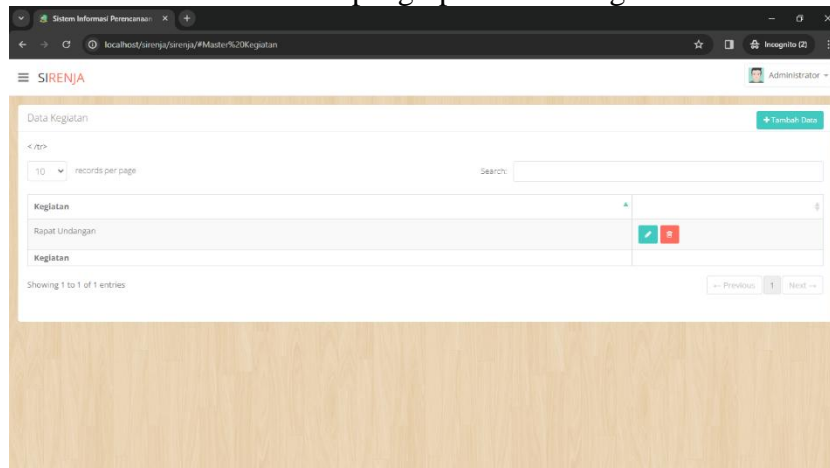 Sistem Informasi Perencanaan
localhost/sirenja/sirenja/#Master%20Kegiatan
Incognito (2)
SIRENJA
Administrator
Data Kegiatan
+ Tambah Data
< /tr>
10 records per page
Search:
Kegiatan
Rapat Undangan
Kegiatan
Showing 1 to 1 of 1 entries
← Previous 1 Next →